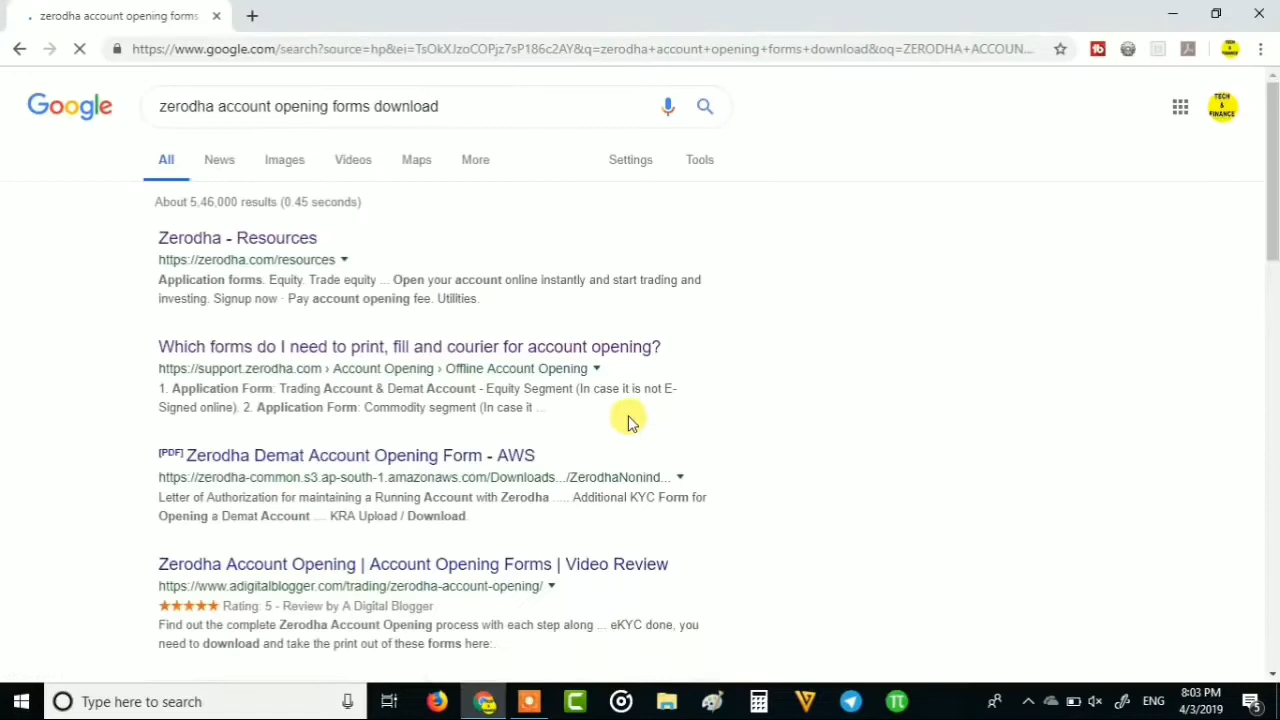 zerodha account opening forms
https://www.google.com/search?source=hp&ei=TsOkXJzoCOPjz7sP186c2AY&q=zerodha+account+opening+forms+download&oq=ZERODHA+ACCOUN...
Google
zerodha account opening forms download
TECH & FINANCE
All News Images Videos Maps More Settings Tools
About 5,46,000 results (0.45 seconds)
Zerodha - Resources
https://zerodha.com/resources
Application forms. Equity. Trade equity ... Open your account online instantly and start trading and
investing. Signup now · Pay account opening fee. Utilities.
Which forms do I need to print, fill and courier for account opening?
https://support.zerodha.com › Account Opening › Offline Account Opening
1. Application Form: Trading Account & Demat Account - Equity Segment (In case it is not E-
Signed online). 2. Application Form: Commodity segment (In case it ...
[PDF] Zerodha Demat Account Opening Form - AWS
https://zerodha-common.s3.ap-south-1.amazonaws.com/Downloads.../ZerodhaNonind...
Letter of Authorization for maintaining a Running Account with Zerodha ..... Additional KYC Form for
Opening a Demat Account .... KRA Upload / Download.
Zerodha Account Opening | Account Opening Forms | Video Review
https://www.adigitalblogger.com/trading/zerodha-account-opening/
Rating: 5 - Review by A Digital Blogger
Find out the complete Zerodha Account Opening process with each step along ... eKYC done, you
need to download and take the print out of these forms here:.
Type here to search
ENG
8:03 PM
4/3/2019
5